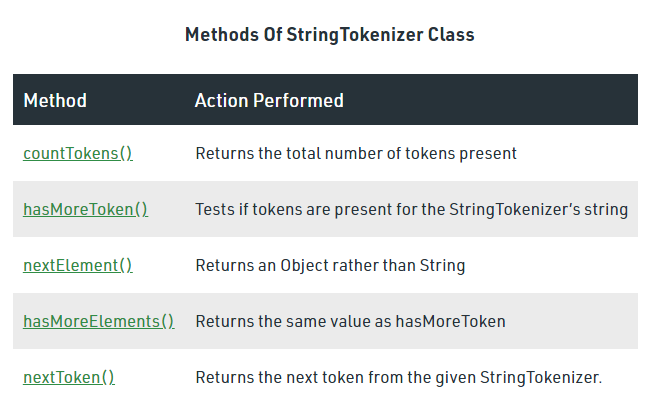 Methods Of StringTokenizer Class
Method Action Performed
countTokens() Returns the total number of tokens present
hasMoreToken() Tests if tokens are present for the StringTokenizer's string
nextElement() Returns an Object rather than String
hasMoreElements() Returns the same value as hasMoreToken
nextToken() Returns the next token from the given StringTokenizer.